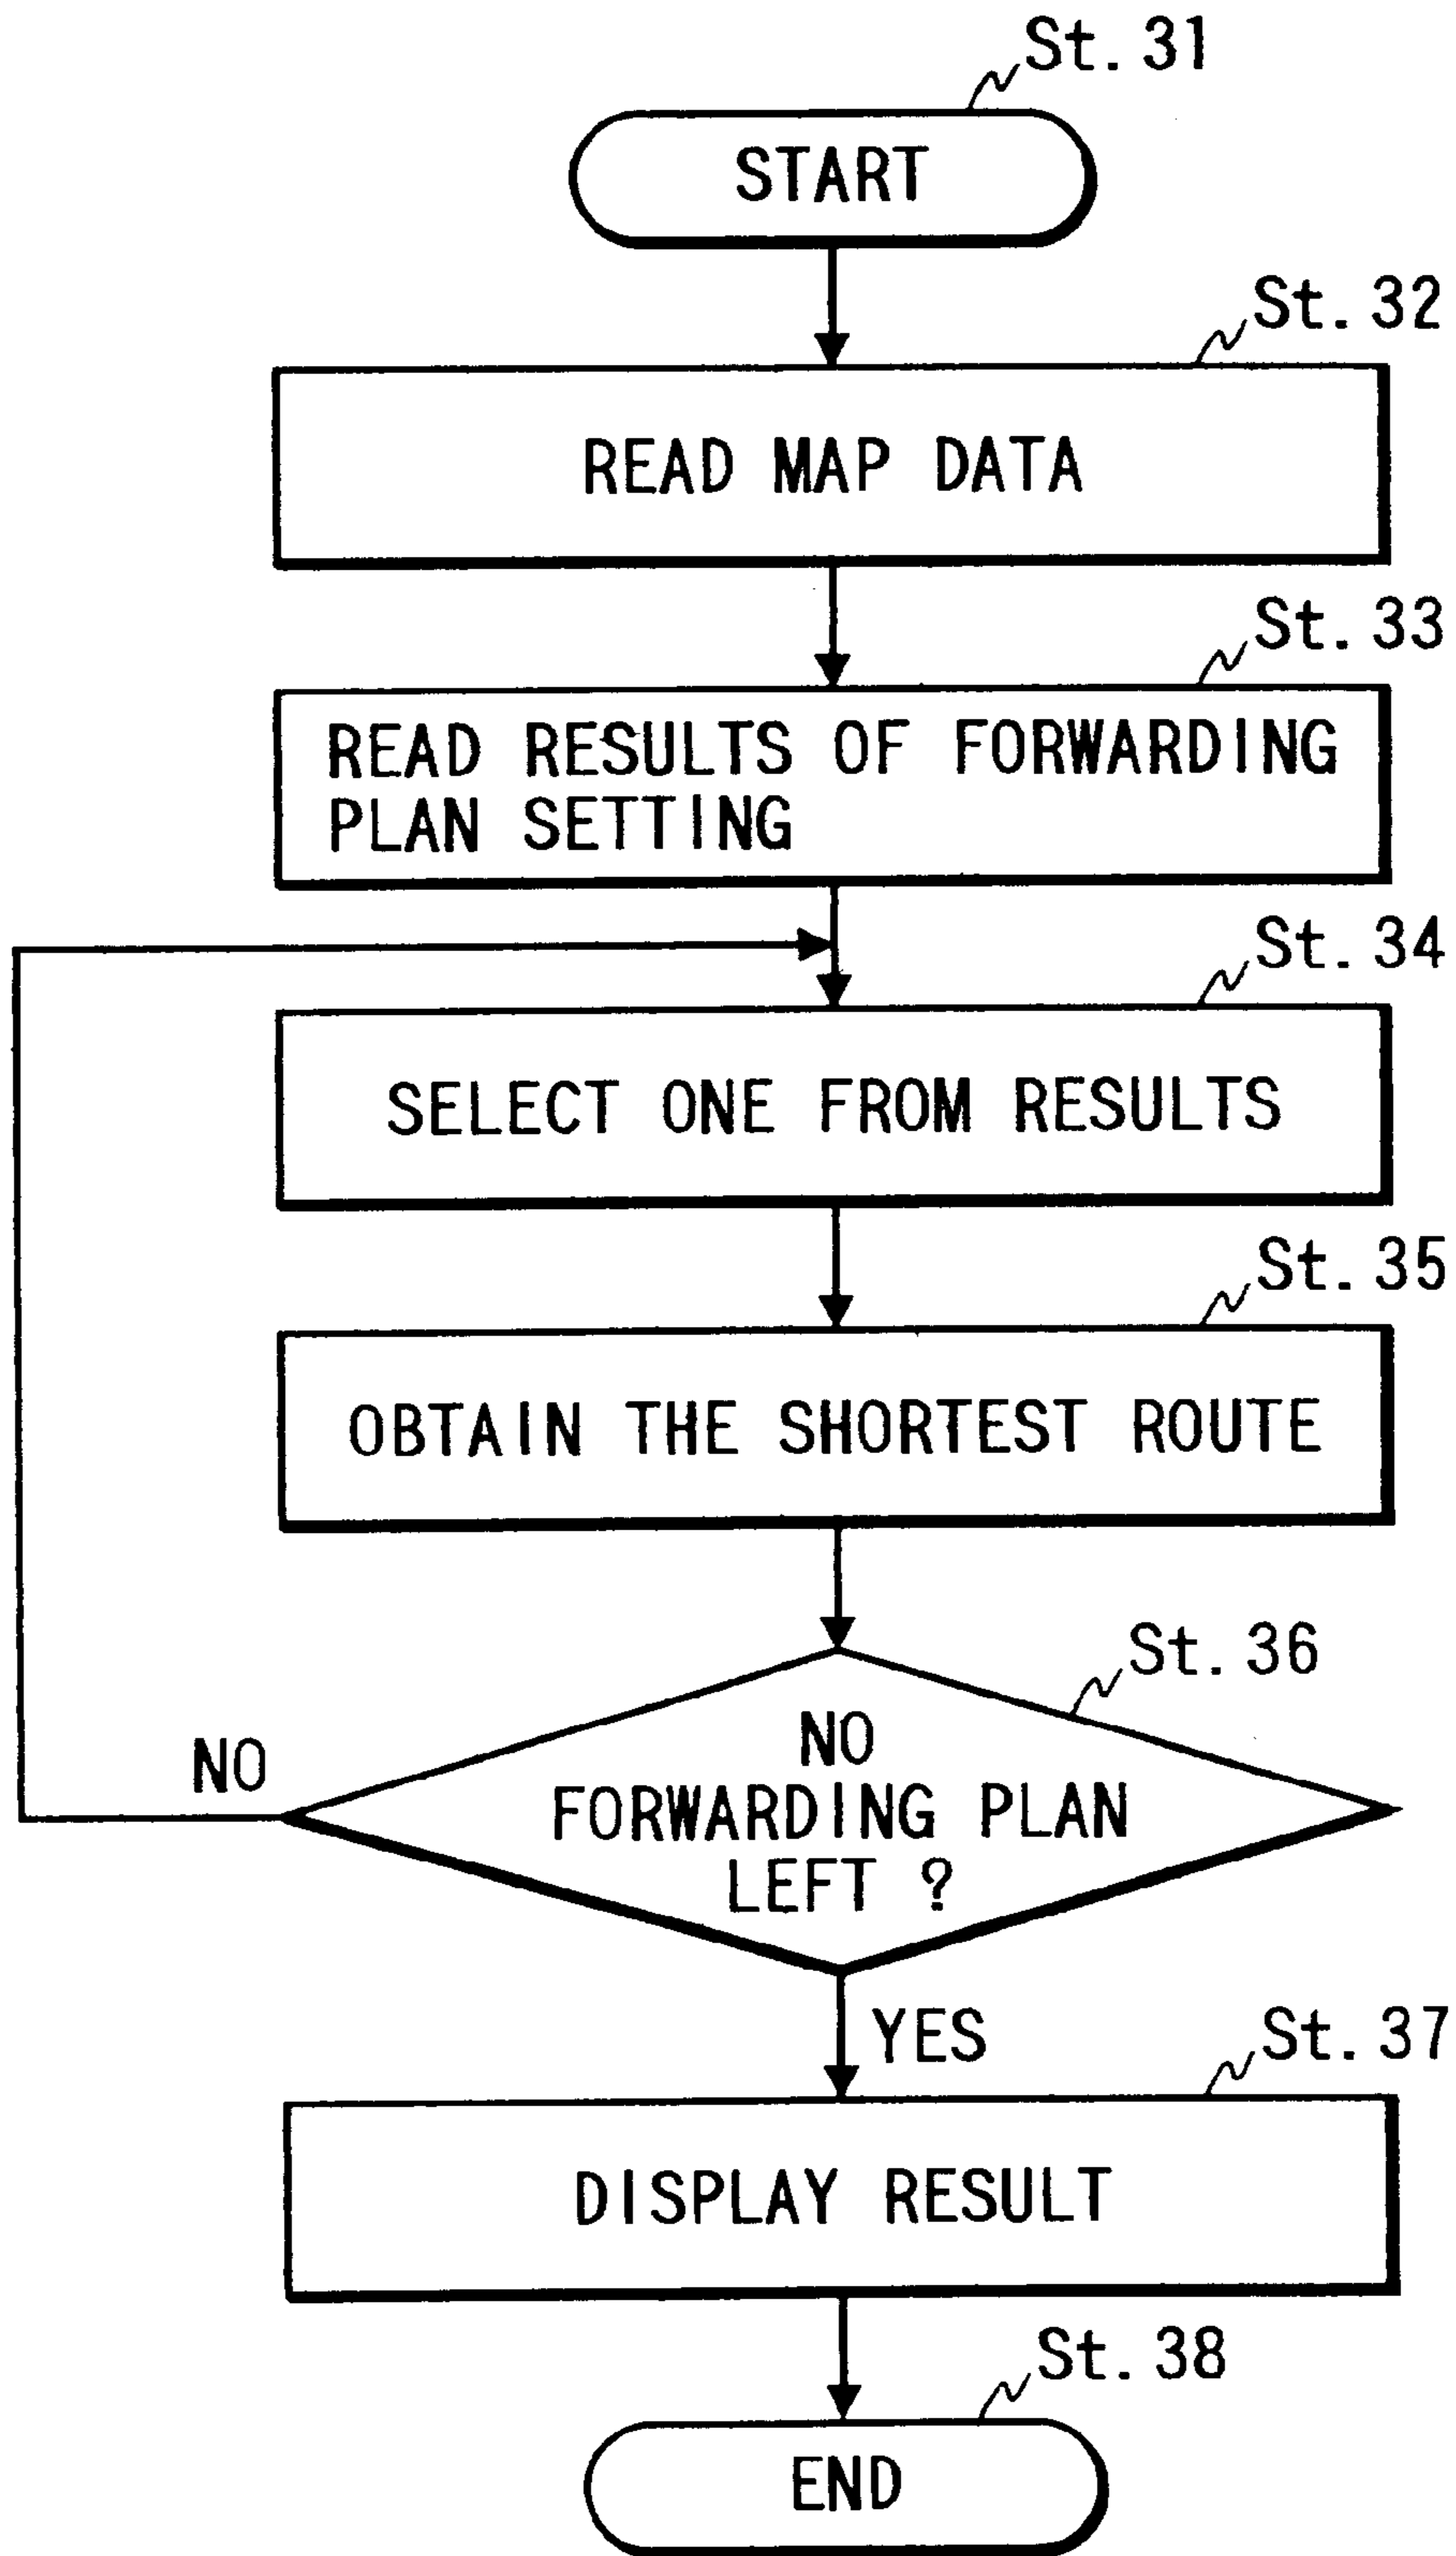 St. 31
START
St. 32
READ MAP DATA
St. 33
READ RESULTS OF FORWARDING
PLAN SETTING
St. 34
SELECT ONE FROM RESULTS
St. 35
OBTAIN THE SHORTEST ROUTE
St. 36
NO
NO
FORWARDING PLAN
LEFT ?
YES
St. 37
DISPLAY RESULT
St. 38
END